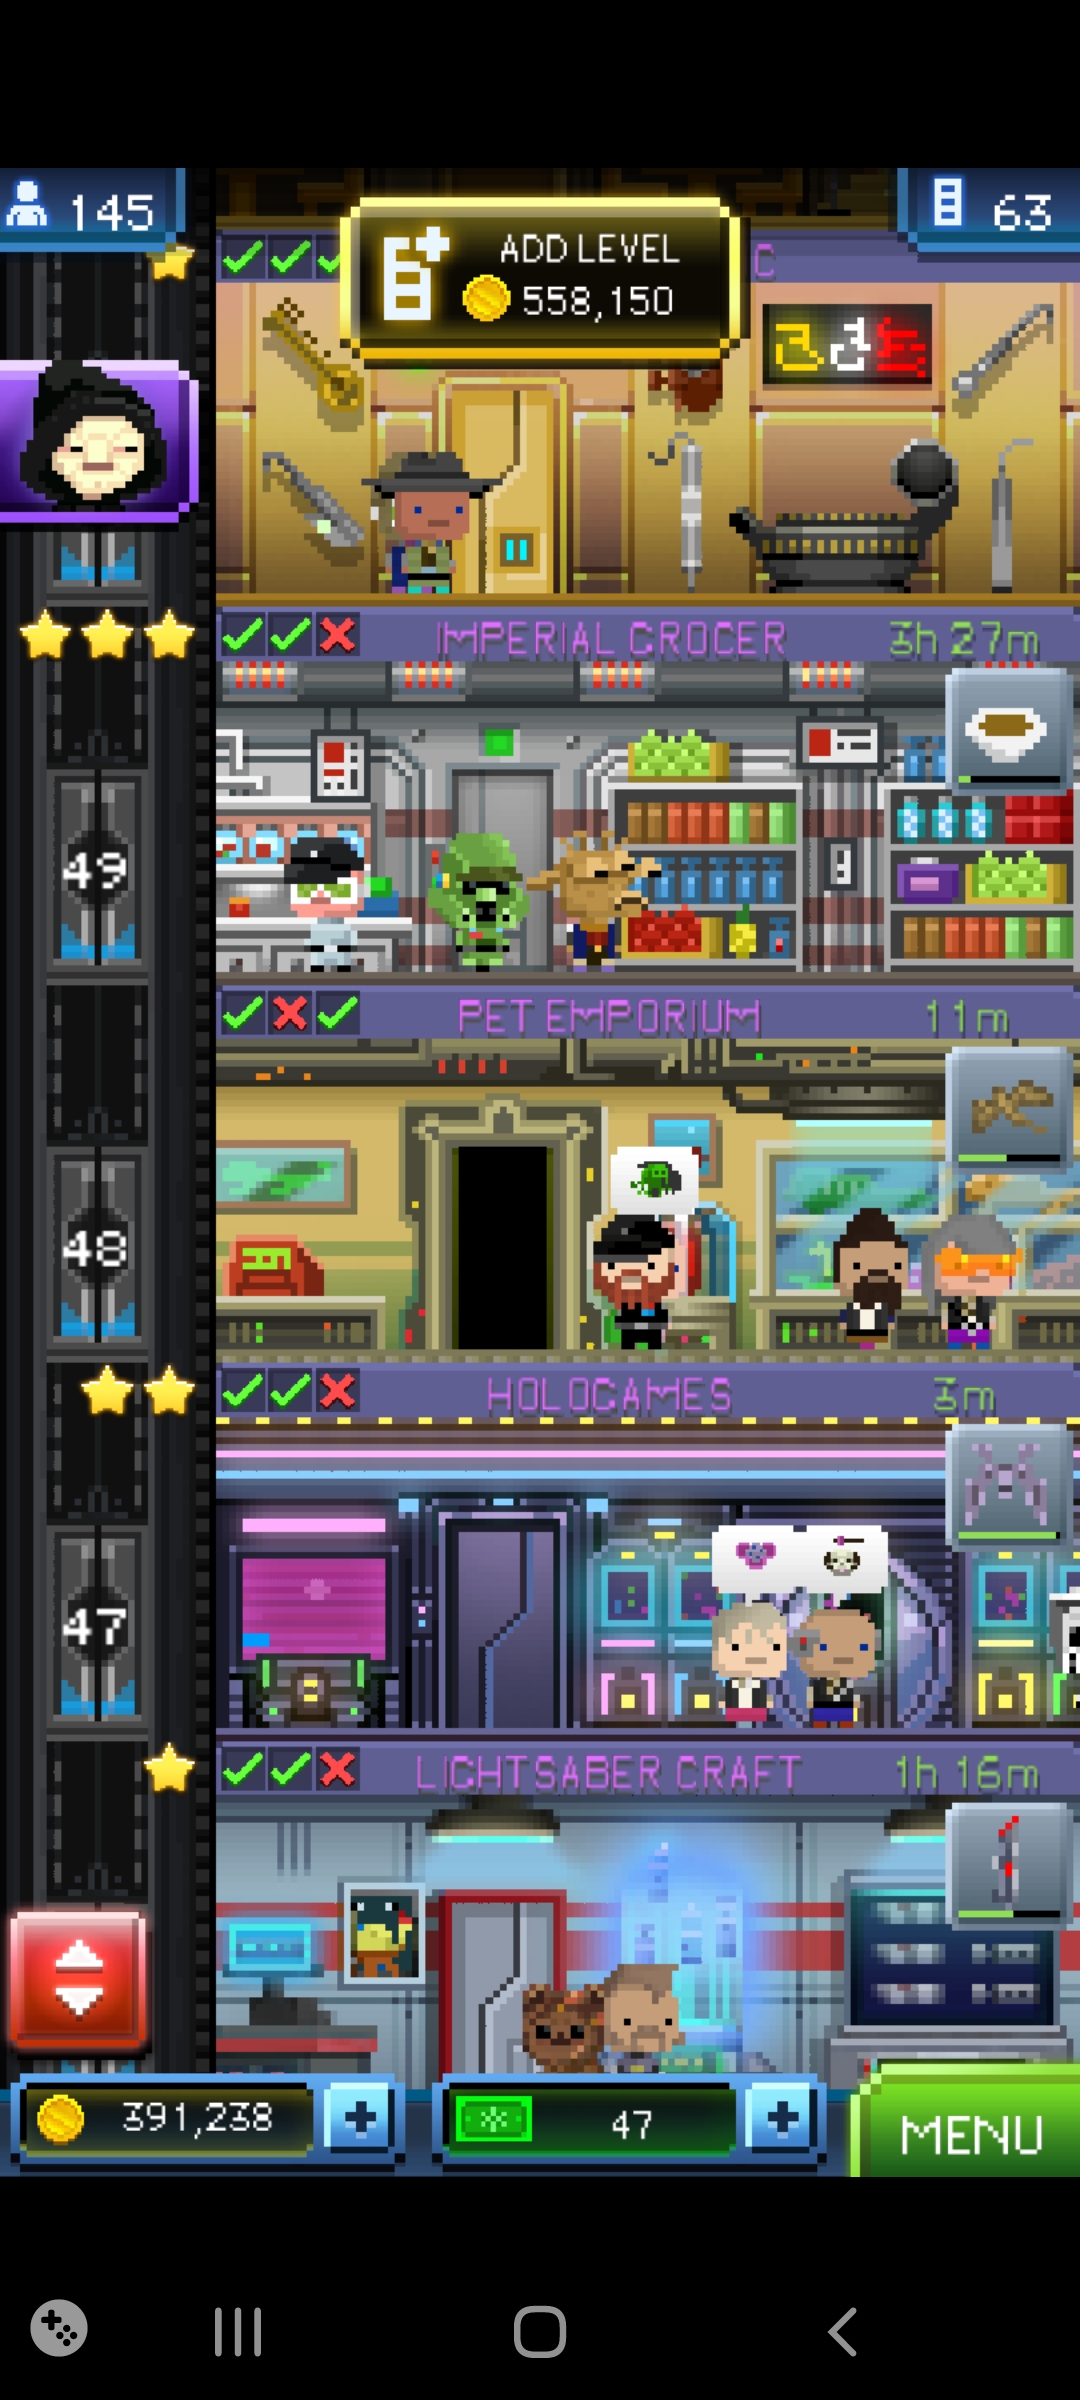 145
63
ADD LEVEL
558,150
C
IMPERIAL GROCER 3h 27m
49
PET EMPORIUM 11m
48
HOLOGAMES 3m
47
LIGHTSABER CRAFT 1h 16m
391,238
47
MENU